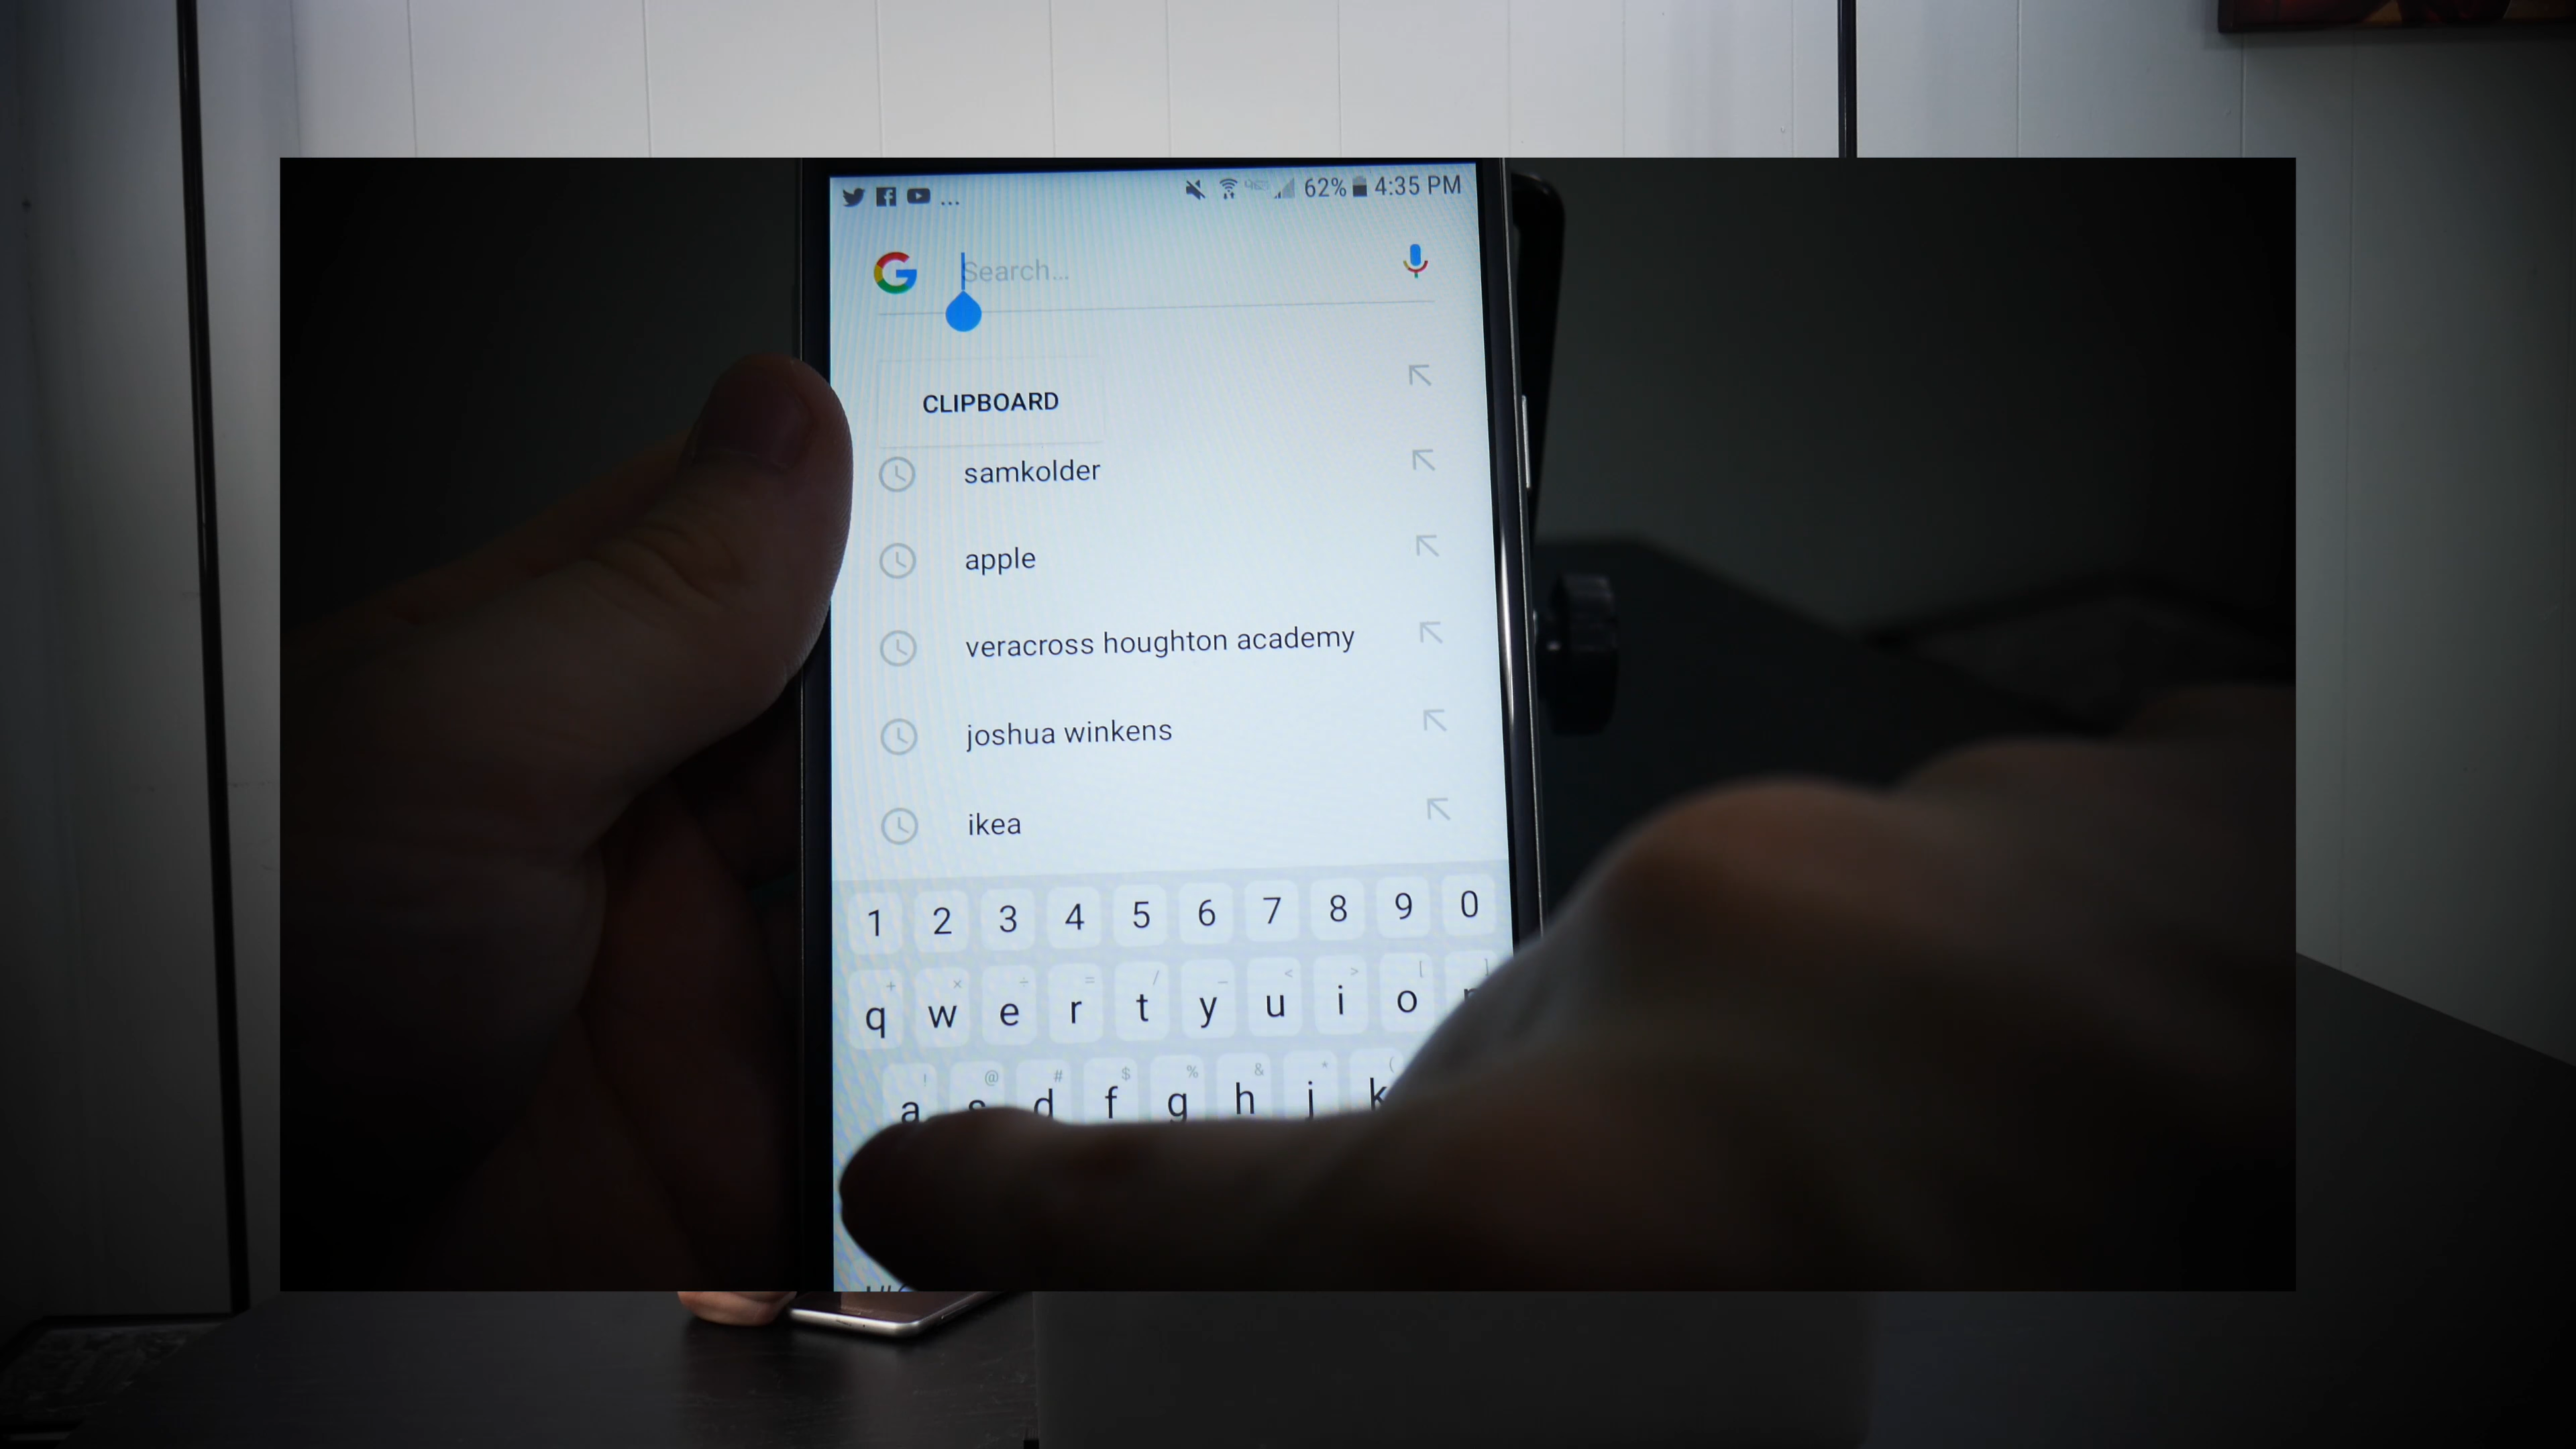 ... 62% 4:35 PM
G Search...
CLIPBOARD
samkolder
apple
veracross houghton academy
joshua winkens
ikea
1 2 3 4 5 6 7 8 9 0
+ × ÷ = / _ < > [ ]
q w e r t y u i o
! @ # $ % & * (
a s d f g h j k